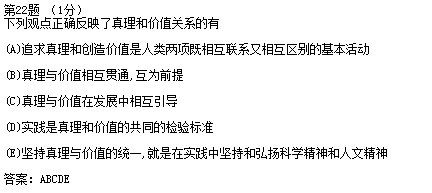 第22题 （1分）
下列观点正确反映了真理和价值关系的有
(A)追求真理和创造价值是人类两项既相互联系又相互区别的基本活动
(B)真理与价值相互贯通,互为前提
(C)真理与价值在发展中相互引导
(D)实践是真理和价值的共同的检验标准
(E)坚持真理与价值的统一,就是在实践中坚持和弘扬科学精神和人文精神
答案：ABCDE